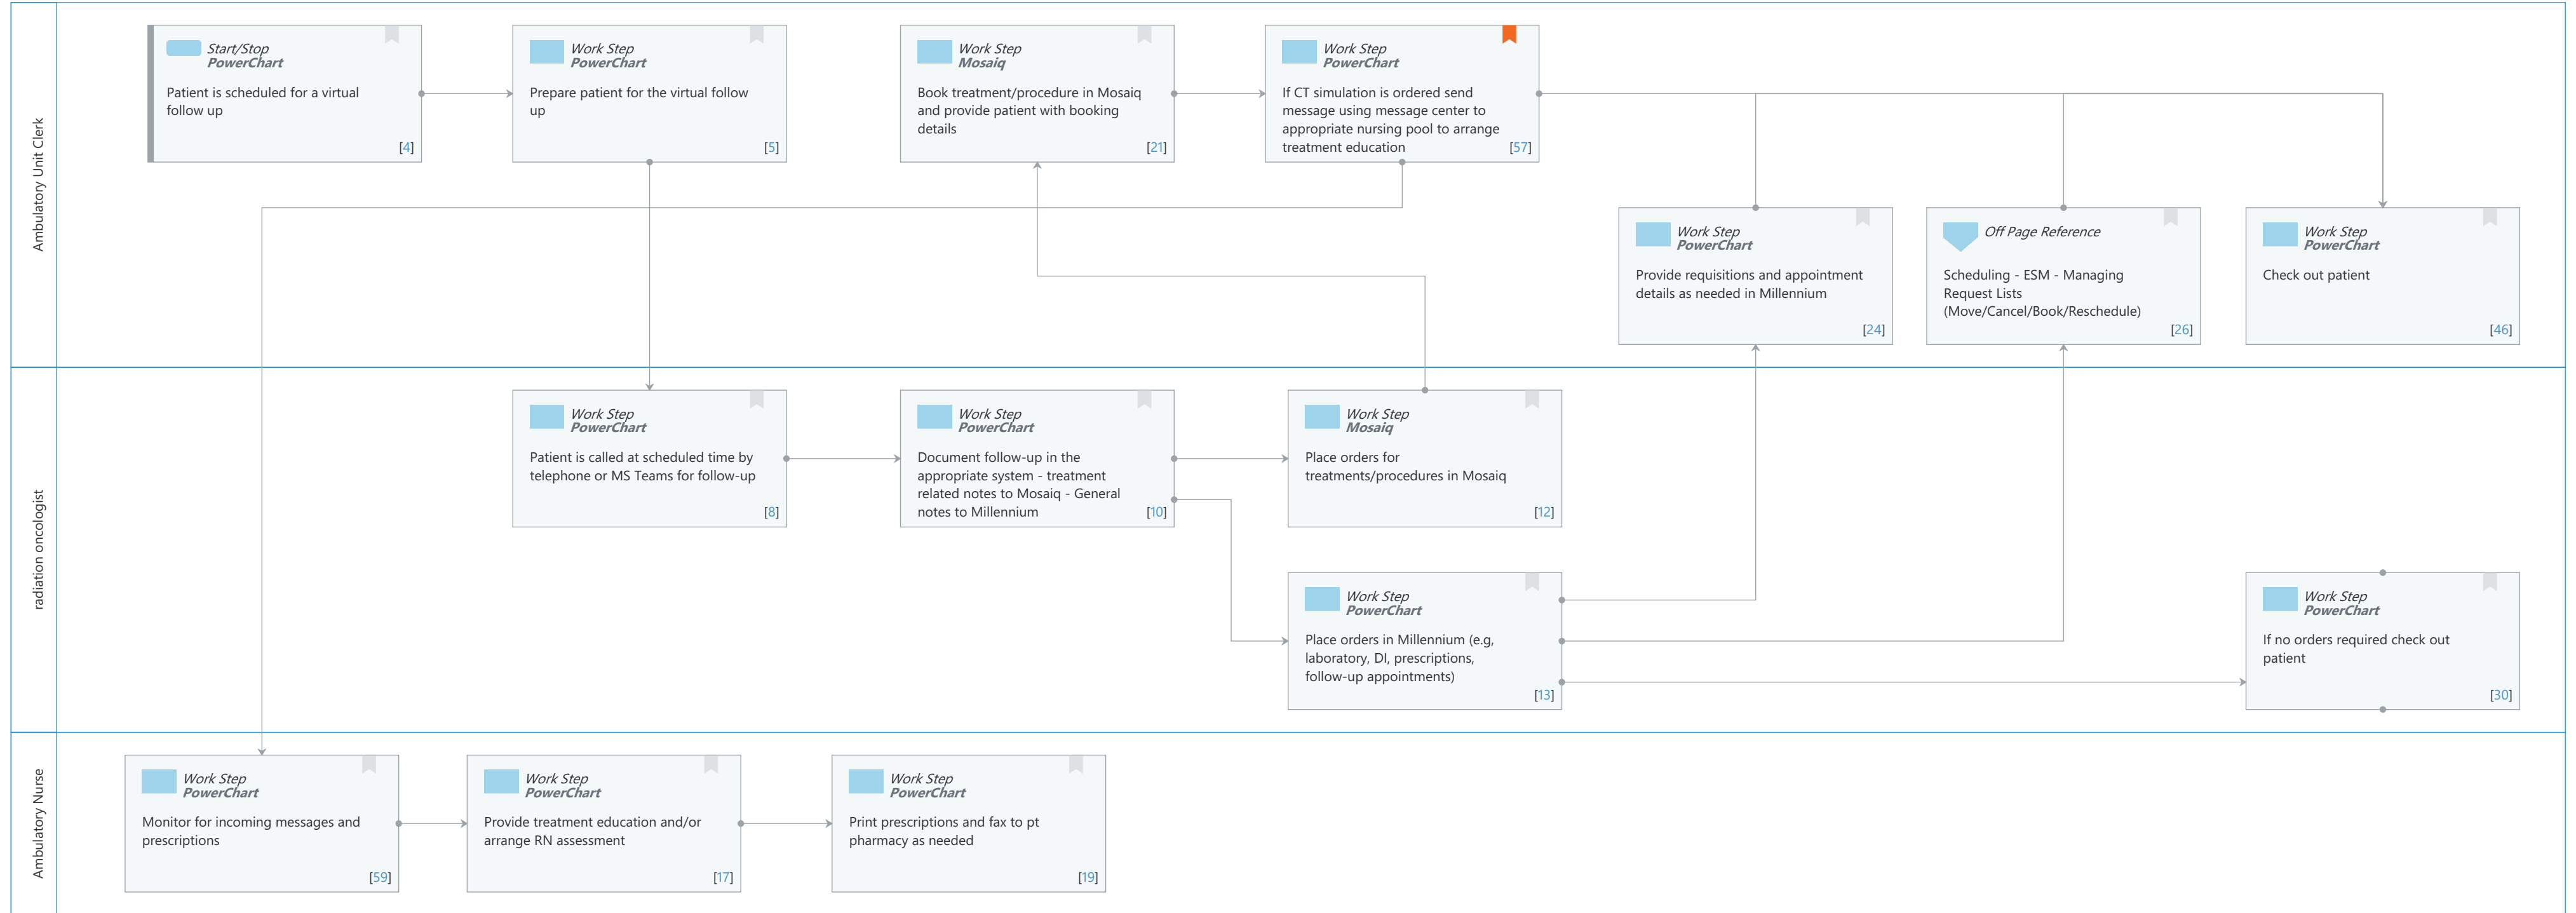 Ambulatory Unit Clerk
Start/Stop
PowerChart
Patient is scheduled for a virtual
follow up
[4]
Work Step
PowerChart
Prepare patient for the virtual follow
up
[5]
Work Step
Mosaiq
Book treatment/procedure in Mosaiq
and provide patient with booking
details
[21]
Work Step
PowerChart
If CT simulation is ordered send
message using message center to
appropriate nursing pool to arrange
treatment education
[57]
Work Step
PowerChart
Provide requisitions and appointment
details as needed in Millennium
[24]
Off Page Reference
Scheduling - ESM - Managing
Request Lists
(Move/Cancel/Book/Reschedule)
[26]
Work Step
PowerChart
Check out patient
[46]
radiation oncologist
Work Step
PowerChart
Patient is called at scheduled time by
telephone or MS Teams for follow-up
[8]
Work Step
PowerChart
Document follow-up in the
appropriate system - treatment
related notes to Mosaiq - General
notes to Millennium
[10]
Work Step
Mosaiq
Place orders for
treatments/procedures in Mosaiq
[12]
Work Step
PowerChart
Place orders in Millennium (e.g,
laboratory, DI, prescriptions,
follow-up appointments)
[13]
Work Step
PowerChart
If no orders required check out
patient
[30]
Ambulatory Nurse
Work Step
PowerChart
Monitor for incoming messages and
prescriptions
[59]
Work Step
PowerChart
Provide treatment education and/or
arrange RN assessment
[17]
Work Step
PowerChart
Print prescriptions and fax to pt
pharmacy as needed
[19]